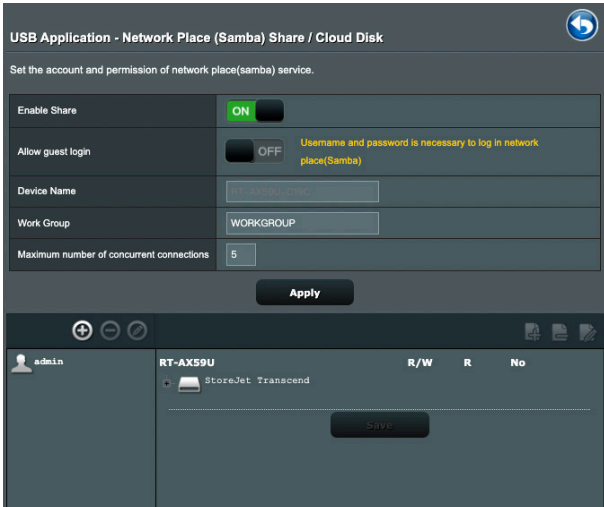 USB Application - Network Place (Samba) Share / Cloud Disk
Set the account and permission of network place(samba) service.
Enable Share
ON
Allow guest login
OFF
Username and password is necessary to log in network
place(Samba)
Device Name
Work Group
WORKGROUP
Maximum number of concurrent connections
5
Apply
admin
RT-AX59U R/W R No
StoreJet Transcend
Save